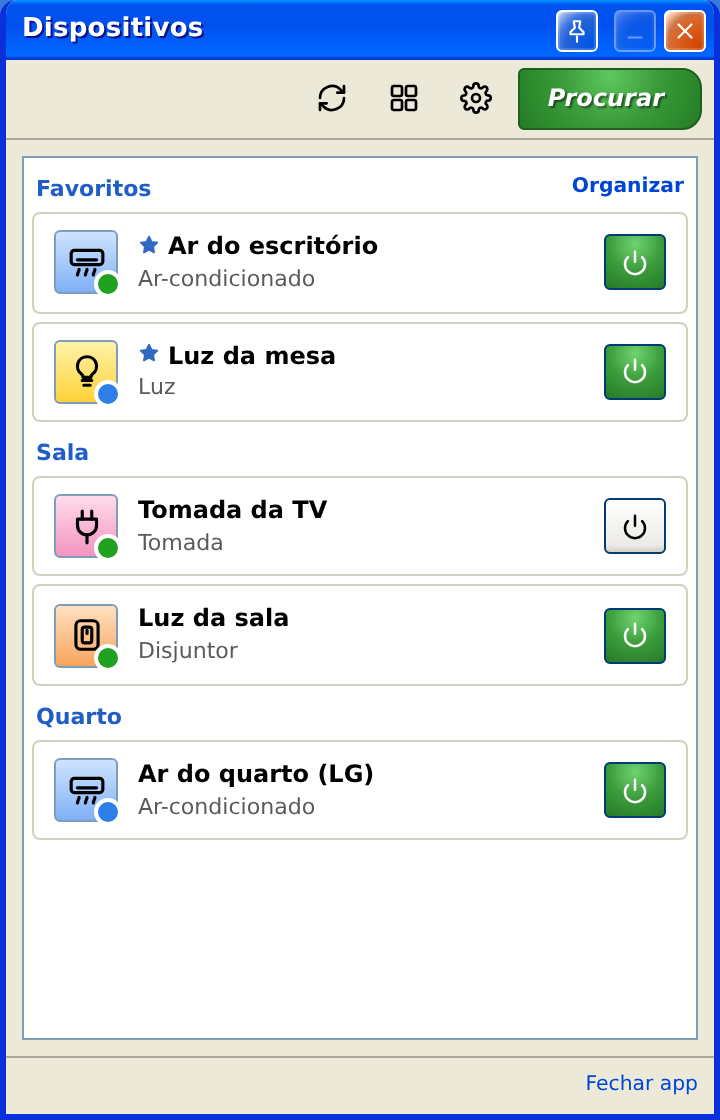 Dispositivos
Procurar
Favoritos
Organizar
Ar do escritório
Ar-condicionado
Luz da mesa
Luz
Sala
Tomada da TV
Tomada
Luz da sala
Disjuntor
Quarto
Ar do quarto (LG)
Ar-condicionado
Fechar app